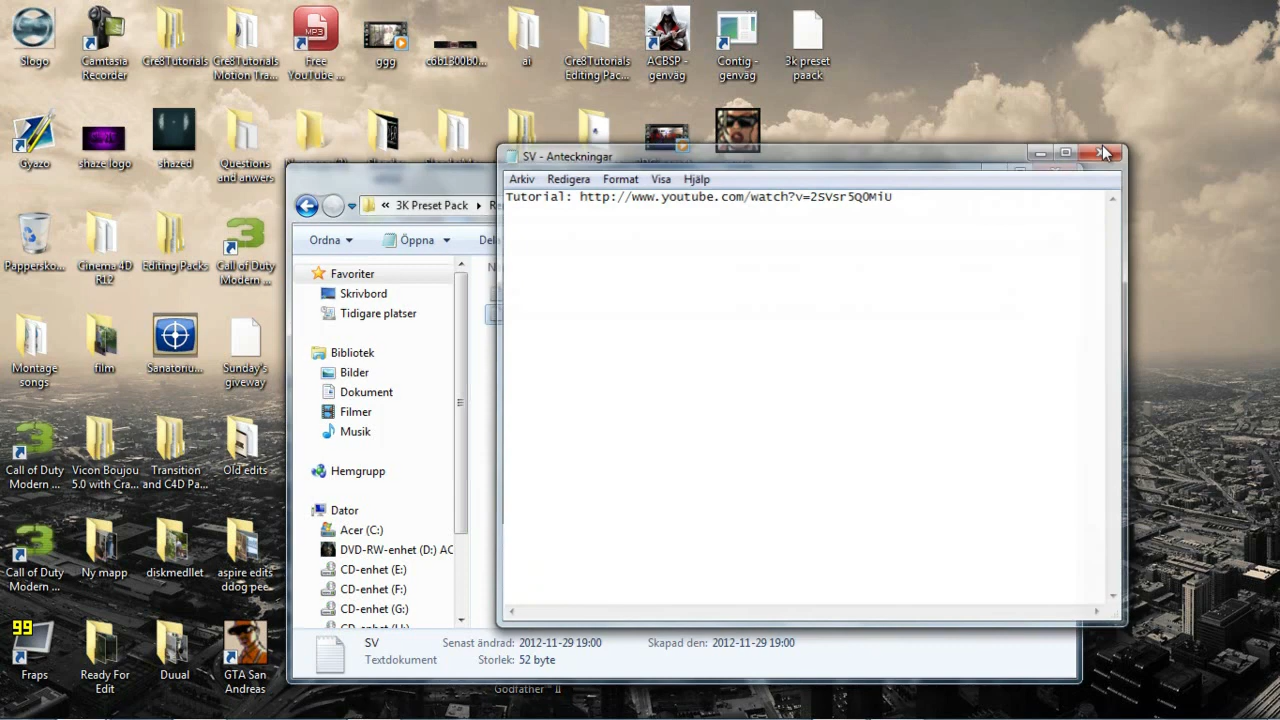 Slogo
Camtasia
Recorder
Cre8Tutorials
Cre8Tutorials
Motion Tra...
MP3
Free
YouTube ...
ggg
cob1300b0...
ai
Cre8Tutorials
Editing Pac...
ACBSP -
genväg
Contig -
genväg
3k preset
paack
Gyazo
shaze logo
shazed
Questions
and anwers
SV - Anteckningar
Arkiv Redigera Format Visa Hjälp
Tutorial: http://www.youtube.com/watch?v=2SVsr5QOMiU
« 3K Preset Pack
Ordna
Öppna
Favoriter
Skrivbord
Tidigare platser
Bibliotek
Bilder
Dokument
Filmer
Musik
Hemgrupp
Dator
Acer (C:)
DVD-RW-enhet (D:) AC
CD-enhet (E:)
CD-enhet (F:)
CD-enhet (G:)
SV
Senast ändrad: 2012-11-29 19:00
Skapad den: 2012-11-29 19:00
Textdokument
Storlek: 52 byte
Papperskо...
Cinema 4D
R12
Editing Packs
Call of Duty
Modern ...
Montage
songs
film
Sanatoriu...
Sunday's
giveway
Call of Duty
Modern ...
Vicon Boujou
5.0 with Cra...
Transition
and C4D Pa...
Old edits
Call of Duty
Modern ...
Ny mapp
diskmedllet
aspire edits
ddog pee...
99
Fraps
Ready For
Edit
Duual
GTA San
Andreas
Godfather™ II